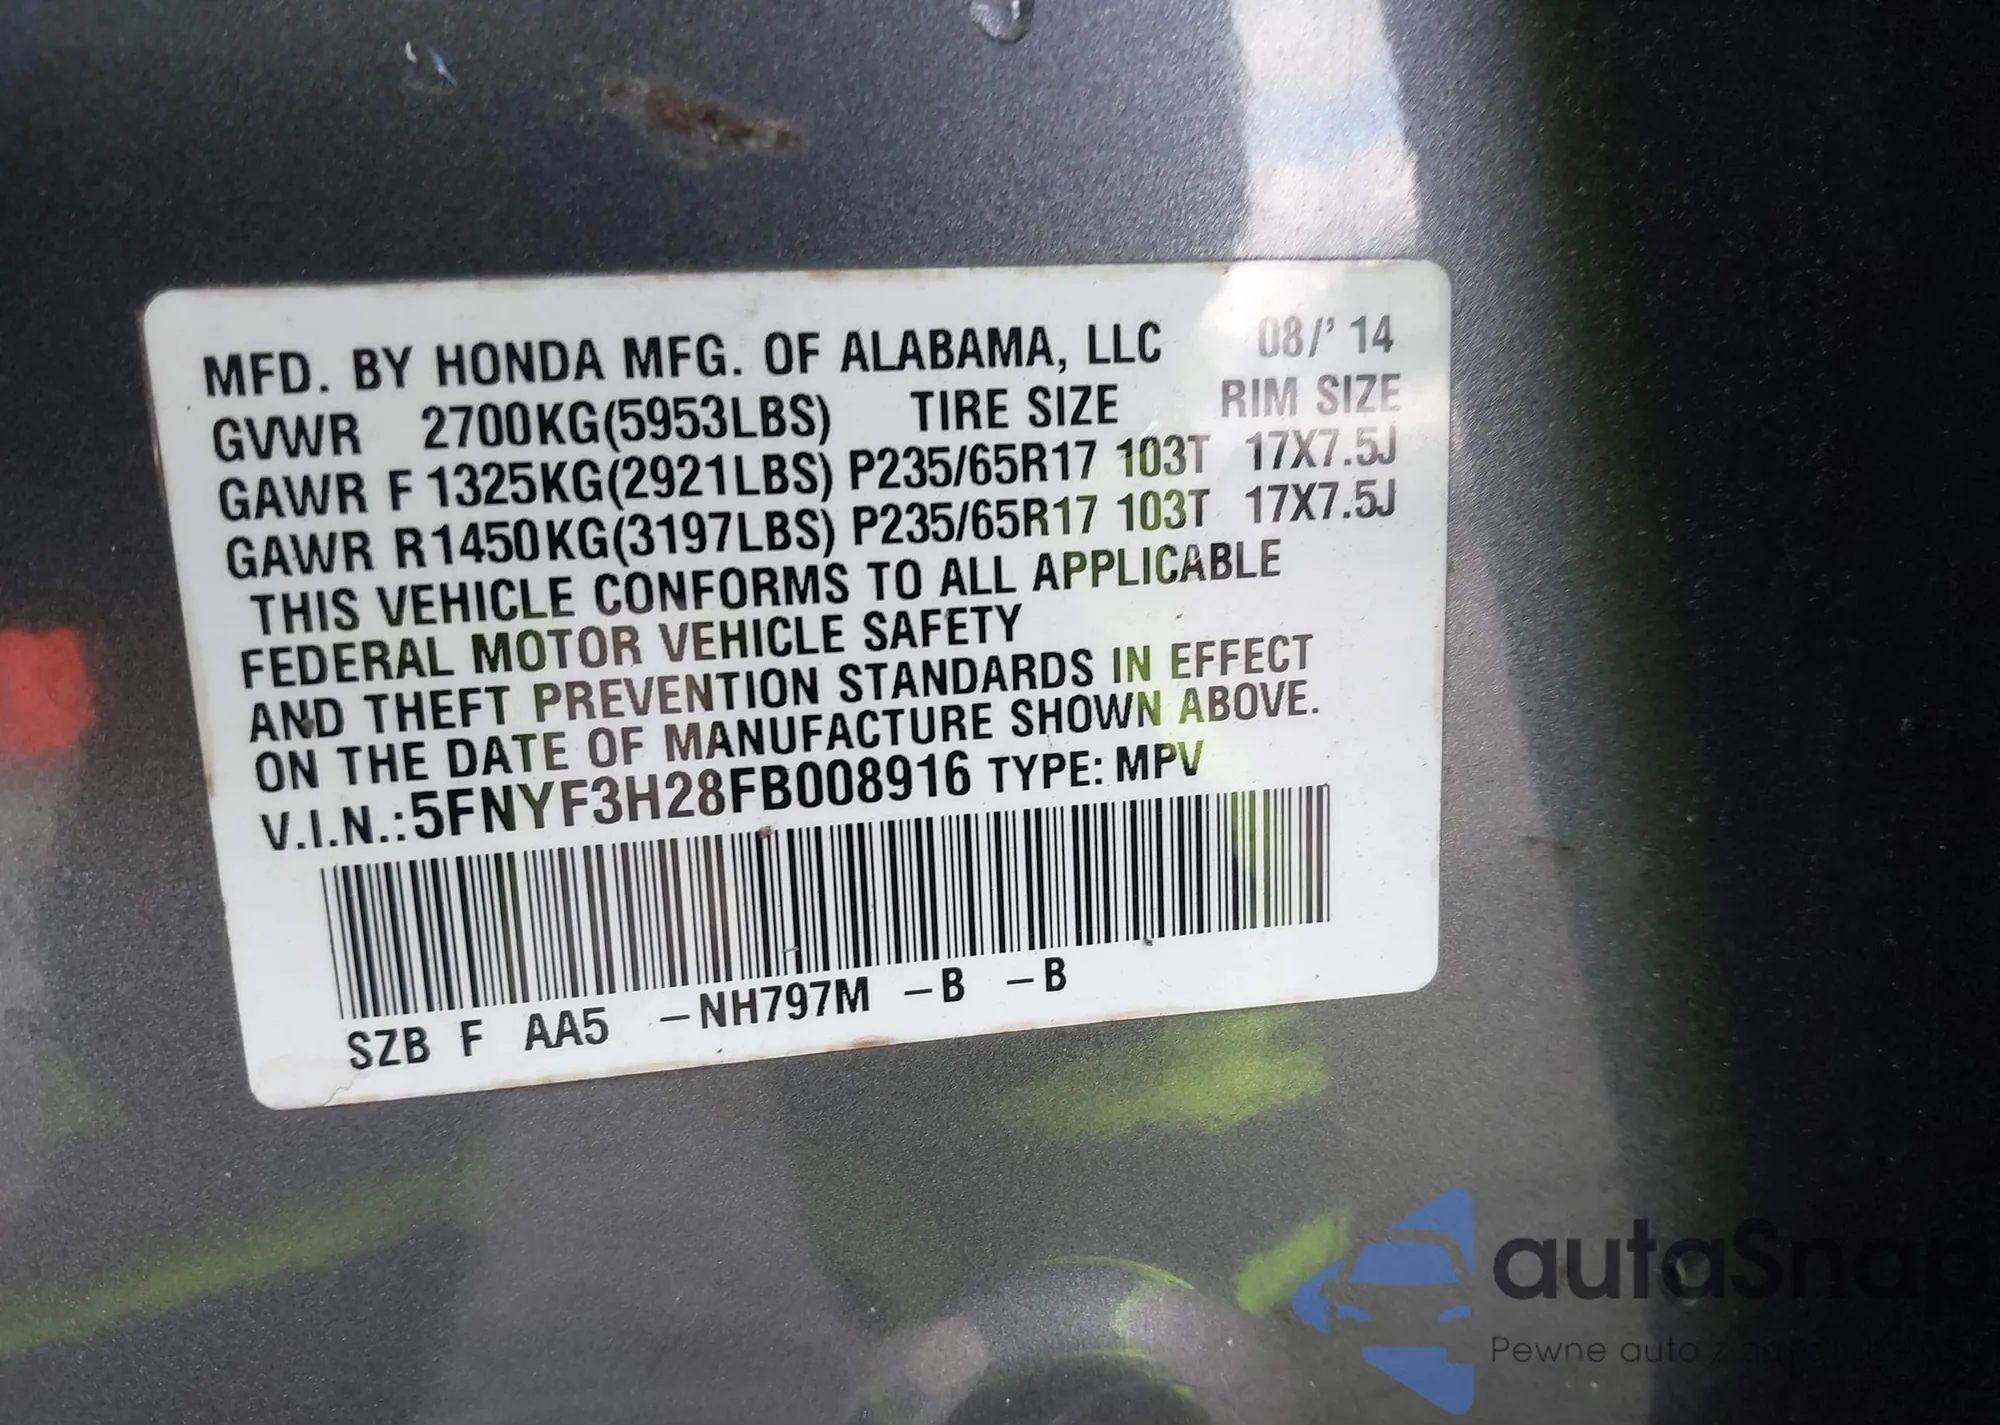 MFD. BY HONDA MFG. OF ALABAMA, LLC 08/' 14
GVWR 2700KG(5953LBS) TIRE SIZE RIM SIZE
GAWR F 1325KG(2921LBS) P235/65R17 103T 17X7.5J
GAWR R1450KG(3197LBS) P235/65R17 103T 17X7.5J
THIS VEHICLE CONFORMS TO ALL APPLICABLE
FEDERAL MOTOR VEHICLE SAFETY
AND THEFT PREVENTION STANDARDS IN EFFECT
ON THE DATE OF MANUFACTURE SHOWN ABOVE.
V.I.N.:5FNYF3H28FB008916 TYPE: MPV
SZB F AA5 -NH797M -B -B
autaSnap
Pewne auta z